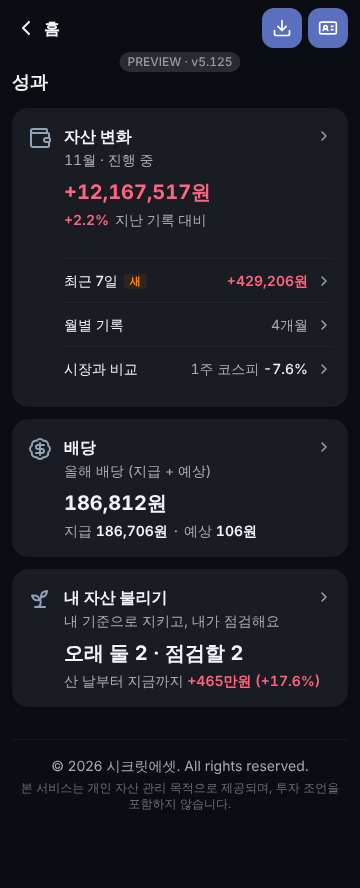 홈
PREVIEW · v5.125
성과
자산 변화
11월 · 진행 중
+12,167,517원
+2.2% 지난 기록 대비
최근 7일 새 +429,206원
월별 기록 4개월
시장과 비교 1주 코스피 -7.6%
배당
올해 배당 (지급 + 예상)
186,812원
지급 186,706원 · 예상 106원
내 자산 불리기
내 기준으로 지키고, 내가 점검해요
오래 둘 2 · 점검할 2
산 날부터 지금까지 +465만원 (+17.6%)
© 2026 시크릿에셋. All rights reserved.
본 서비스는 개인 자산 관리 목적으로 제공되며, 투자 조언을
포함하지 않습니다.